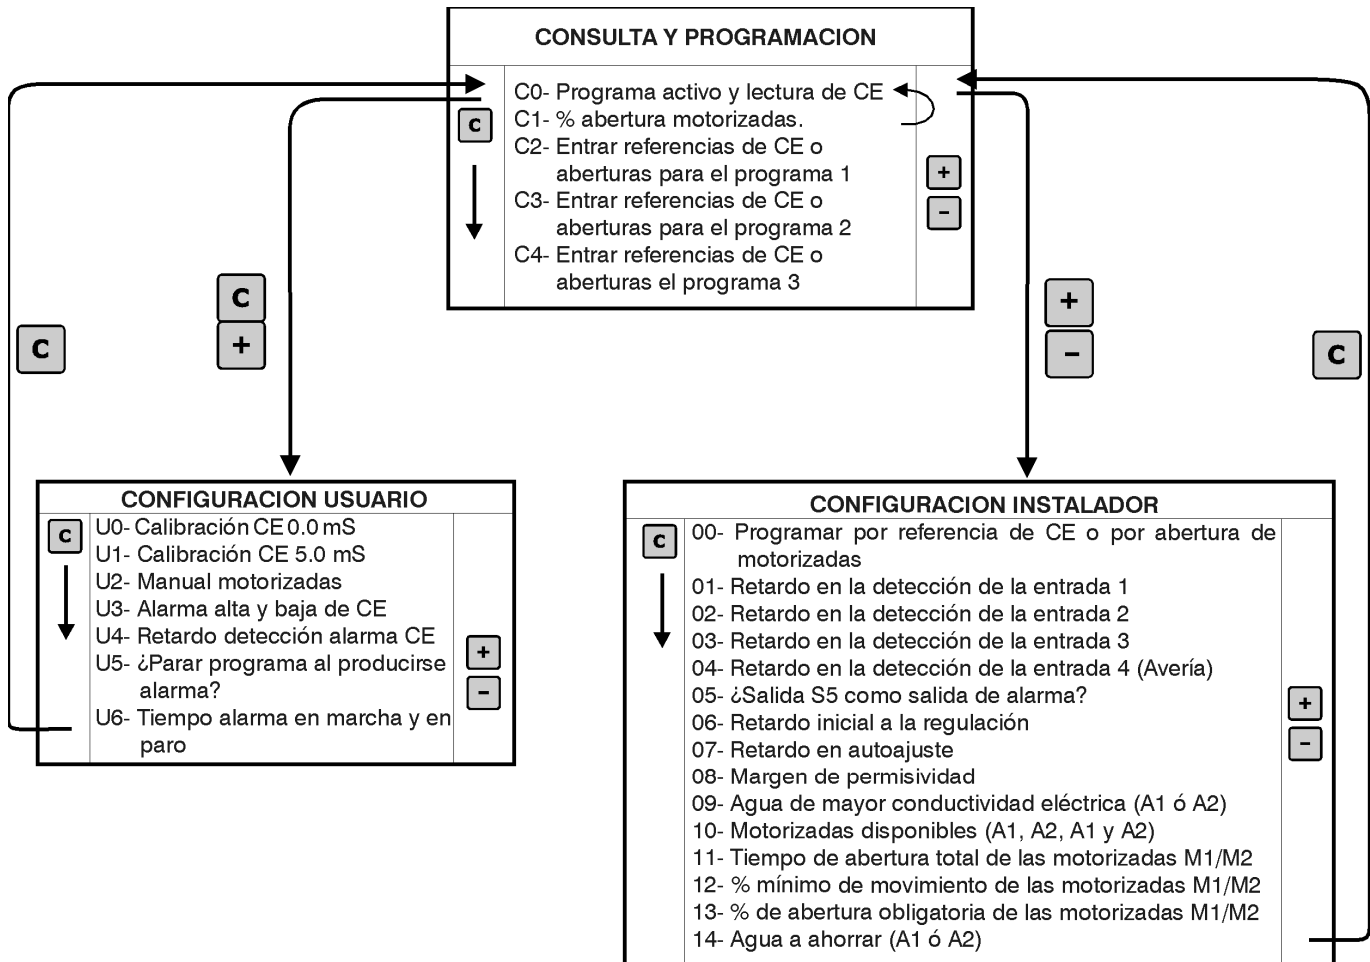 CONSULTA Y PROGRAMACION
C
C0- Programa activo y lectura de CE
C1- % abertura motorizadas.
C2- Entrar referencias de CE o
aberturas para el programa 1
C3- Entrar referencias de CE o
aberturas para el programa 2
C4- Entrar referencias de CE o
aberturas el programa 3
+
-
C
C
+
+
-
C
CONFIGURACION USUARIO
C
U0- Calibración CE 0.0 mS
U1- Calibración CE 5.0 mS
U2- Manual motorizadas
U3- Alarma alta y baja de CE
U4- Retardo detección alarma CE
U5- ¿Parar programa al producirse
alarma?
U6- Tiempo alarma en marcha y en
paro
+
-
CONFIGURACION INSTALADOR
C
00- Programar por referencia de CE o por abertura de
motorizadas
01- Retardo en la detección de la entrada 1
02- Retardo en la detección de la entrada 2
03- Retardo en la detección de la entrada 3
04- Retardo en la detección de la entrada 4 (Avería)
05- ¿Salida S5 como salida de alarma?
06- Retardo inicial a la regulación
07- Retardo en autoajuste
08- Margen de permisividad
09- Agua de mayor conductividad eléctrica (A1 ó A2)
10- Motorizadas disponibles (A1, A2, A1 y A2)
11- Tiempo de abertura total de las motorizadas M1/M2
12- % mínimo de movimiento de las motorizadas M1/M2
13- % de abertura obligatoria de las motorizadas M1/M2
14- Agua a ahorrar (A1 ó A2)
+
-